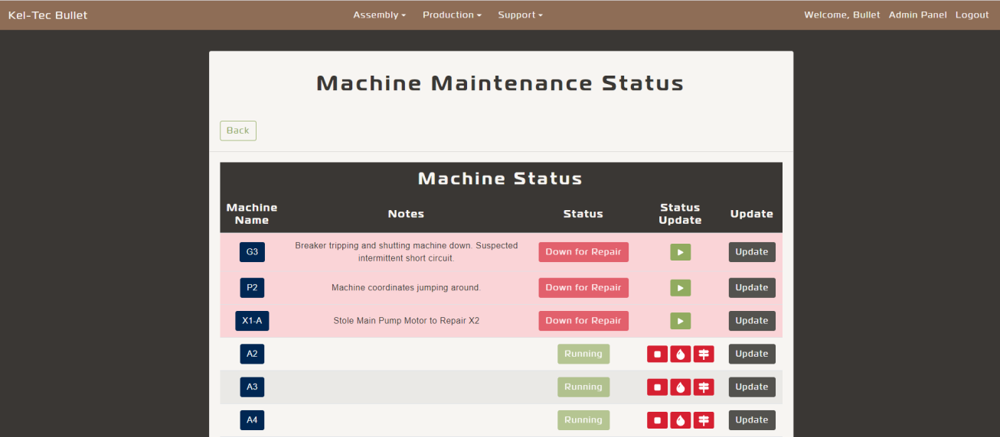 Kel-Tec Bullet
Assembly
Production
Support
Welcome, Bullet
Admin Panel
Logout
Machine Maintenance Status
Back
Machine Status
Machine
Name
Notes
Status
Status
Update
Update
G3
Breaker tripping and shutting machine down. Suspected
intermittent short circuit.
Down for Repair
Update
P2
Machine coordinates jumping around.
Down for Repair
Update
X1-A
Stole Main Pump Motor to Repair X2
Down for Repair
Update
A2
Running
Update
A3
Running
Update
A4
Running
Update